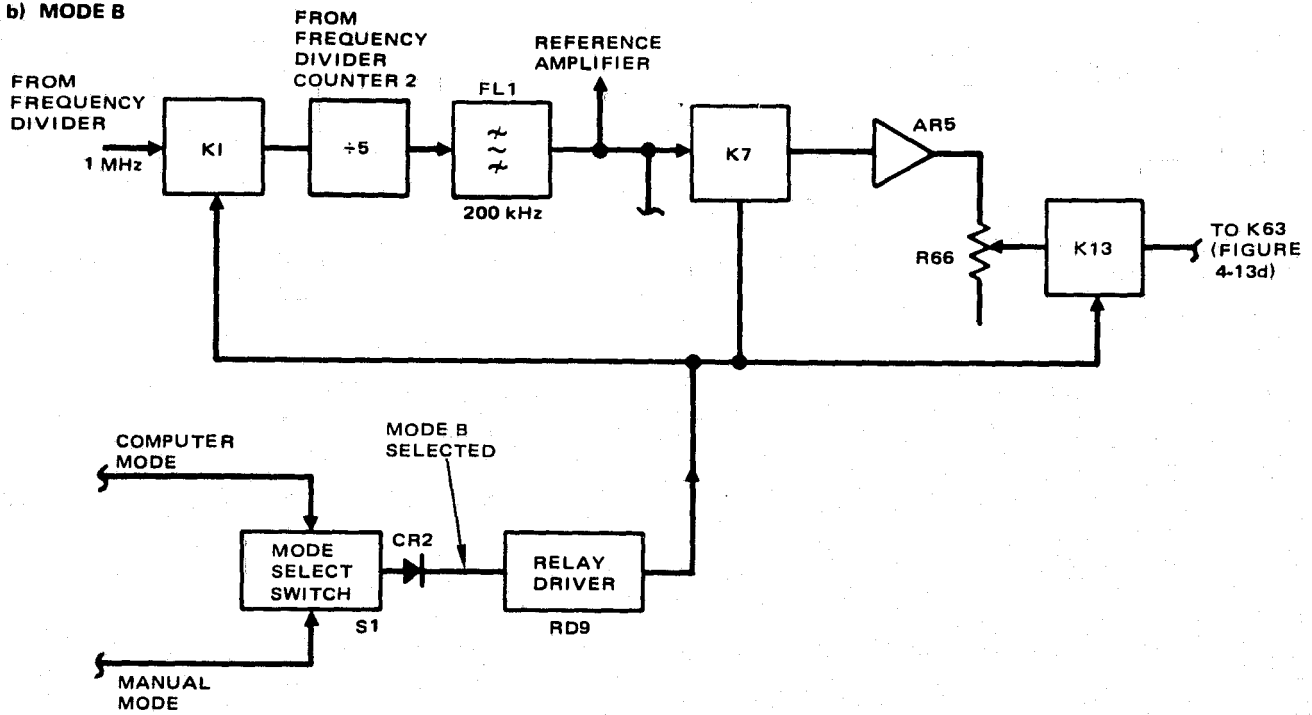 b) MODE B
FROM
FREQUENCY
DIVIDER
1 MHz
K1
FROM
FREQUENCY
DIVIDER
COUNTER 2
÷5
FL1
200 kHz
REFERENCE
AMPLIFIER
K7
AR5
R66
K13
TO K63
(FIGURE
4-13d)
COMPUTER
MODE
MODE
SELECT
SWITCH
S1
CR2
MODE B
SELECTED
RELAY
DRIVER
RD9
MANUAL
MODE